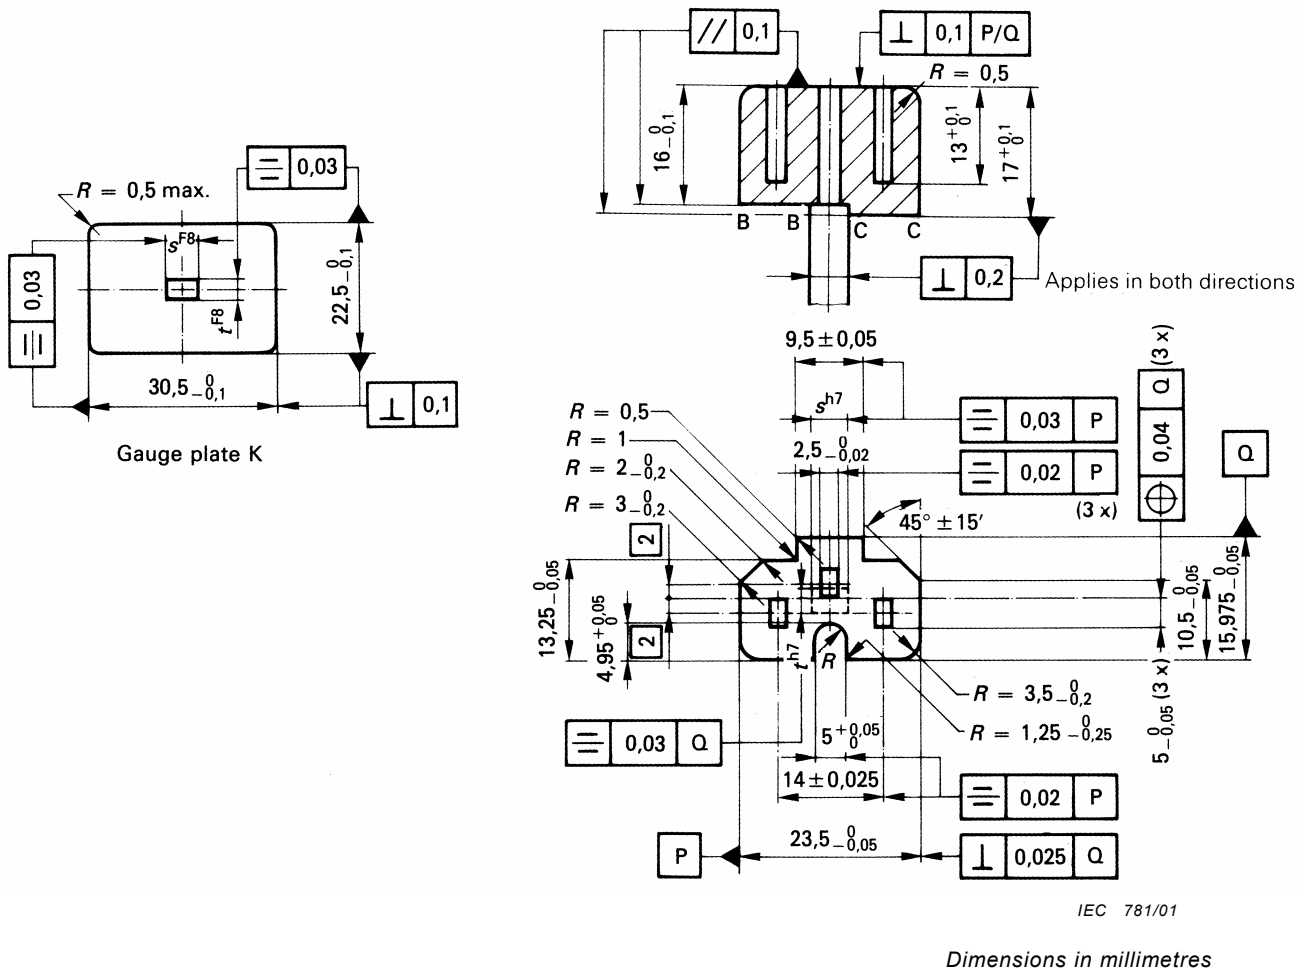 // 0,1
⊥ 0,1 P/Q
R = 0,5
16 0 −0,1
13 +0,1 0
17 +0,1 0
B B C C
⊥ 0,2
Applies in both directions
⌯ 0,03
R = 0,5 max.
s F8
⌯ 0,03
t F8
22,5 0 −0,1
30,5 0 −0,1
⊥ 0,1
Gauge plate K
9,5 ± 0,05
s h7
⌯ 0,03 P
2,5 0 −0,02
⌯ 0,02 P
(3 x)
⌖ 0,04 Q (3 x)
Q
R = 0,5
R = 1
R = 2 0 −0,2
R = 3 0 −0,2
45° ± 15′
2
13,25 0 −0,05
4,95 +0,05 0
2
t h7
R
10,5 0 −0,05
15,975 0 −0,05
5 0 −0,05 (3 x)
R = 3,5 0 −0,2
R = 1,25 0 −0,25
⌯ 0,03 Q
5 +0,05 0
14 ± 0,025
⌯ 0,02 P
P
23,5 0 −0,05
⊥ 0,025 Q
IEC 781/01
Dimensions in millimetres